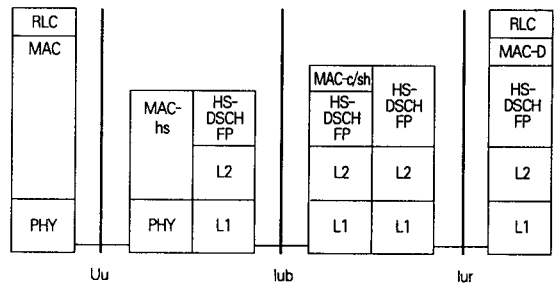 RLC
MAC
PHY
Uu
MAC-
hs
PHY
HS-
DSCH
FP
L2
L1
Iub
MAC-c/sh
HS-
DSCH
FP
L2
L1
HS-
DSCH
FP
L2
L1
Iur
RLC
MAC-D
HS-
DSCH
FP
L2
L1